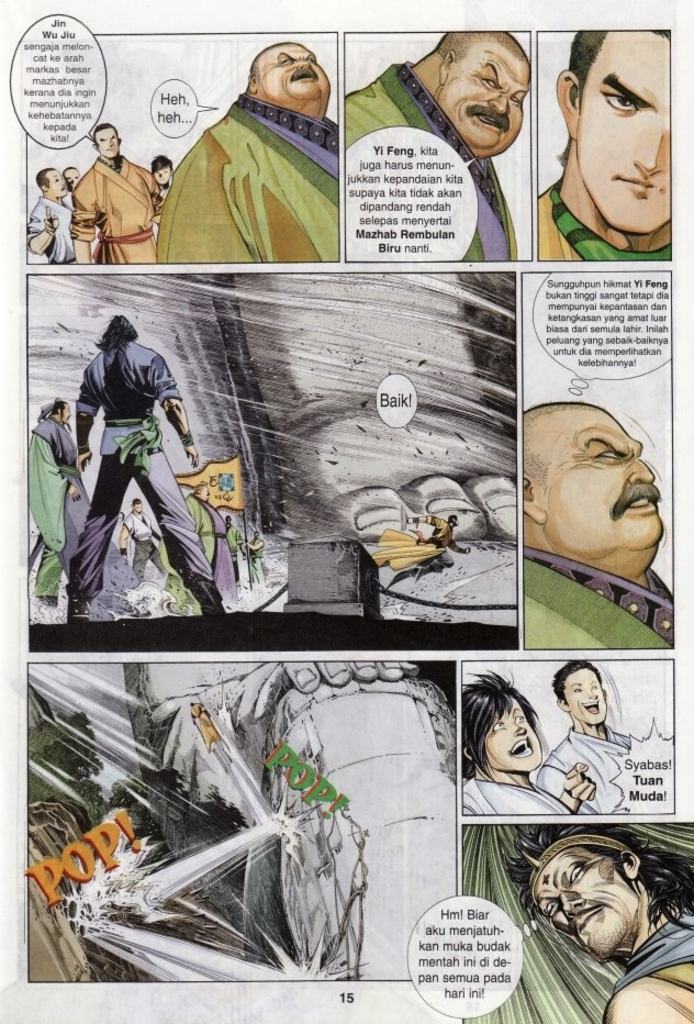 Jin
Wu Jiu
sengaja melon-
cat ke arah
markas besar
mazhabnya
kerana dia ingin
menunjukkan
kehebatannya
kepada
kita!
Heh,
heh...
Yi Feng, kita
juga harus menun-
jukkan kepandaian kita
supaya kita tidak akan
dipandang rendah
selepas menyertai
Mazhab Rembulan
Biru nanti.
Baik!
Sungguhpun hikmat Yi Feng
bukan tinggi sangat tetapi dia
mempunyai kepantasan dan
ketangkasan yang amat luar
biasa dari semula lahir. Inilah
peluang yang sebaik-baiknya
untuk dia memperlihatkan
kelebihannya!
POP!
POP!
Syabas!
Tuan
Muda!
Hm! Biar
aku menjatuh-
kan muka budak
mentah ini di de-
pan semua pada
hari ini!
15